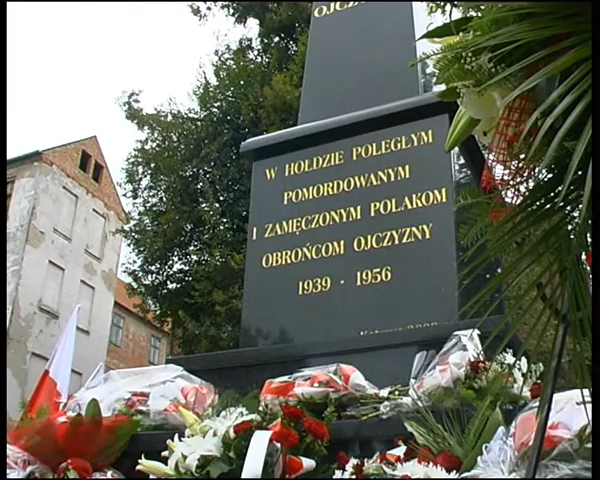 W HOŁDZIE POLEGŁYM
POMORDOWANYM
I ZAMĘCZONYM POLAKOM
OBROŃCOM OJCZYZNY
1939 · 1956